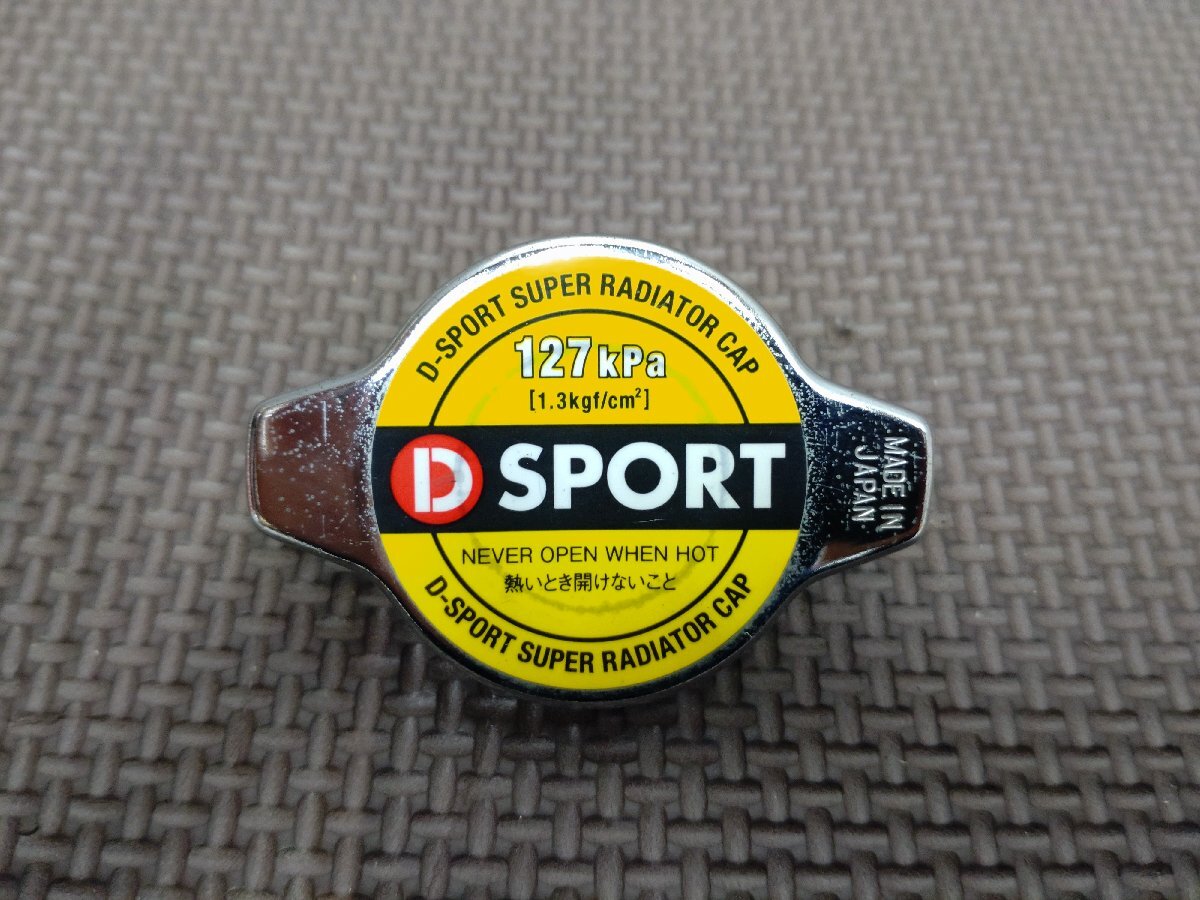 D-SPORT SUPER RADIATOR CAP
127kPa
[1.3kgf/cm²]
D SPORT
NEVER OPEN WHEN HOT
熱いとき開けないこと
D-SPORT SUPER RADIATOR CAP
MADE IN
JAPAN